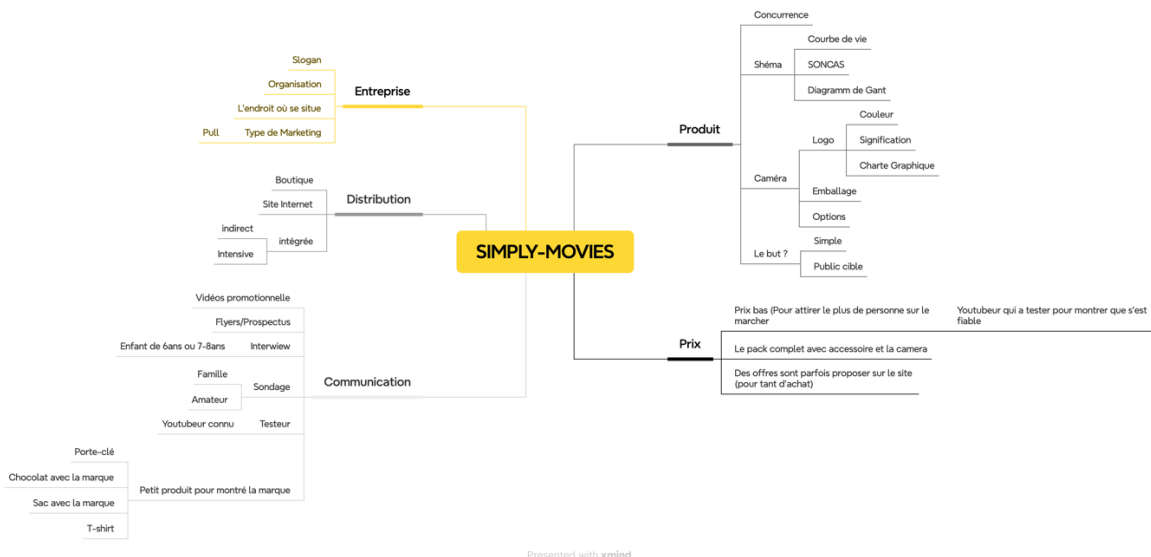 SIMPLY-MOVIES
Entreprise
Slogan
Organisation
L'endroit où se situe
Type de Marketing
Pull
Distribution
Boutique
Site Internet
intégrée
indirect
Intensive
Communication
Vidéos promotionnelle
Flyers/Prospectus
Interwiew
Enfant de 6ans ou 7-8ans
Sondage
Famille
Amateur
Testeur
Youtubeur connu
Petit produit pour montré la marque
Porte-clé
Chocolat avec la marque
Sac avec la marque
T-shirt
Produit
Concurrence
Shéma
Courbe de vie
SONCAS
Diagramm de Gant
Caméra
Logo
Couleur
Signification
Charte Graphique
Emballage
Options
Le but ?
Simple
Public cible
Prix
Prix bas (Pour attirer le plus de personne sur le
marcher
Youtubeur qui a tester pour montrer que s'est
fiable
Le pack complet avec accessoire et la camera
Des offres sont parfois proposer sur le site
(pour tant d'achat)
Presented with xmind